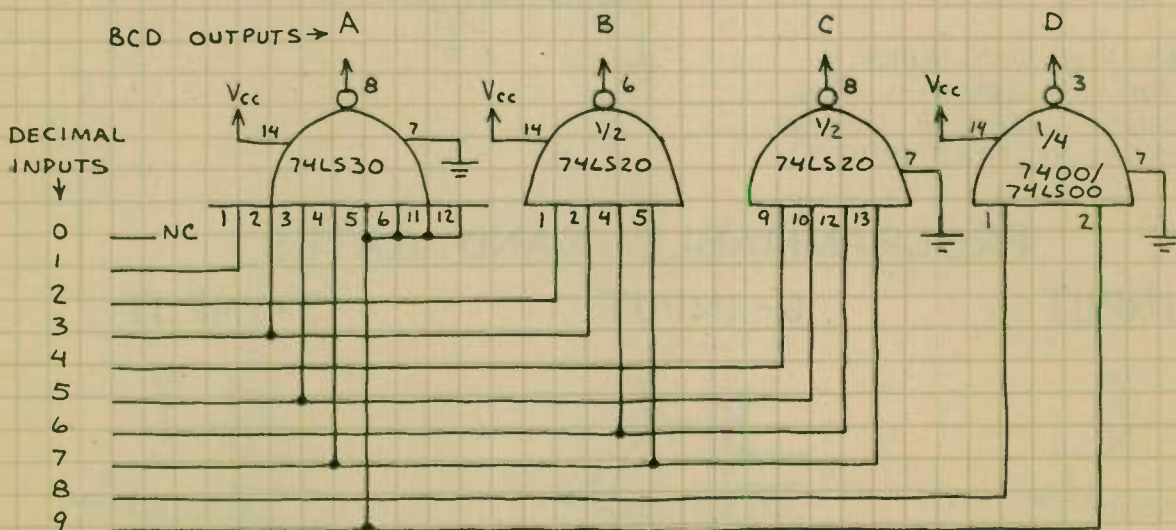 BCD OUTPUTS→ A B C D
8 6 8 3
Vcc Vcc Vcc
14 7 14 1/2 1/2 14 1/4
DECIMAL
INPUTS
74LS30 74LS20 74LS20 7 7400/ 7
74LS00
1 2 3 4 5 6 11 12 1 2 4 5 9 10 12 13 1 2
0 NC
1
2
3
4
5
6
7
8
9